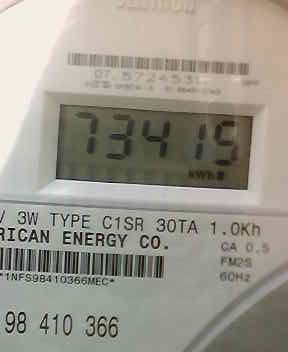 CENTRON
73415
kWh
V 3W TYPE C1SR 30TA 1.0Kh
RICAN ENERGY CO.
CA 0.5
FM2S
60Hz
*1NFS98410366MEC*
98 410 366